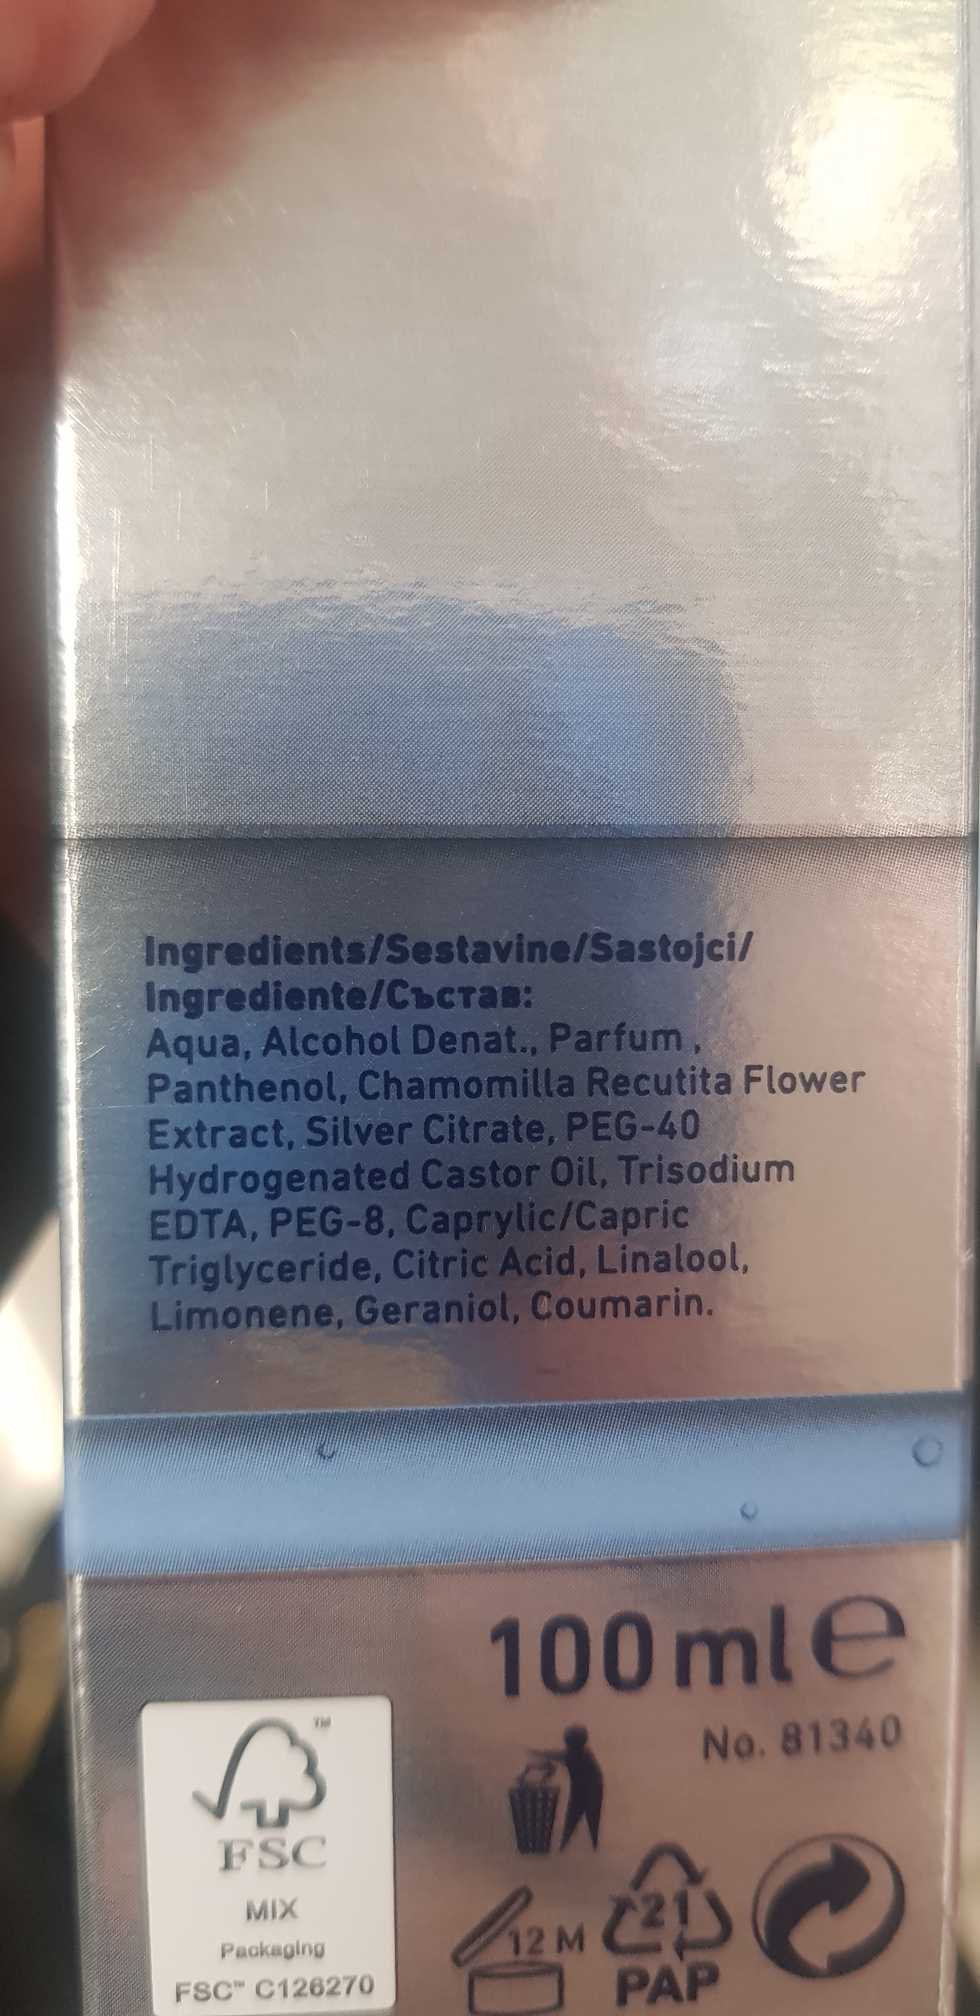 Ingredients/Sestavine/Sastojci/
Ingrediente/Състав:
Aqua, Alcohol Denat., Parfum ,
Panthenol, Chamomilla Recutita Flower
Extract, Silver Citrate, PEG-40
Hydrogenated Castor Oil, Trisodium
EDTA, PEG-8, Caprylic/Capric
Triglyceride, Citric Acid, Linalool,
Limonene, Geraniol, Coumarin.
100 ml ℮
No. 81340
™
FSC
MIX
Packaging
FSC™ C126270
12 M
21
PAP